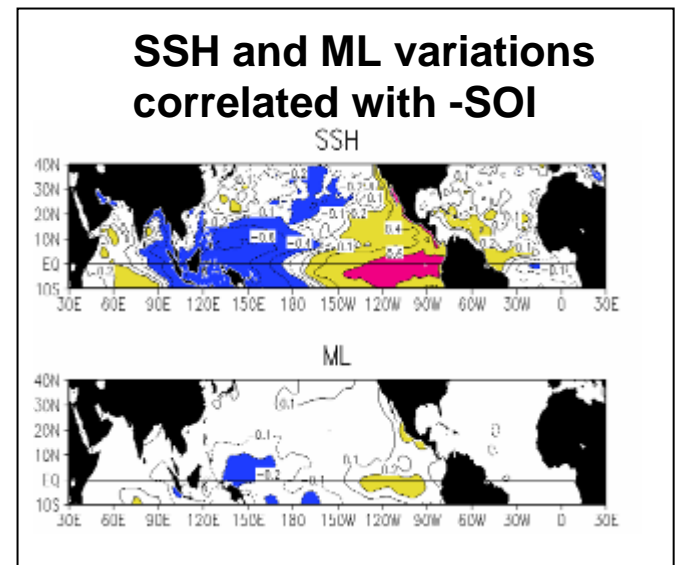 SSH and ML variations
correlated with -SOI
SSH
40N
30N
20N
10N
EQ
10S
30E 60E 90E 120E 150E 180 150W 120W 90W 60W 30W 0 30E
ML
40N
30N
20N
10N
EQ
10S
30E 60E 90E 120E 150E 180 150W 120W 90W 60W 30W 0 30E